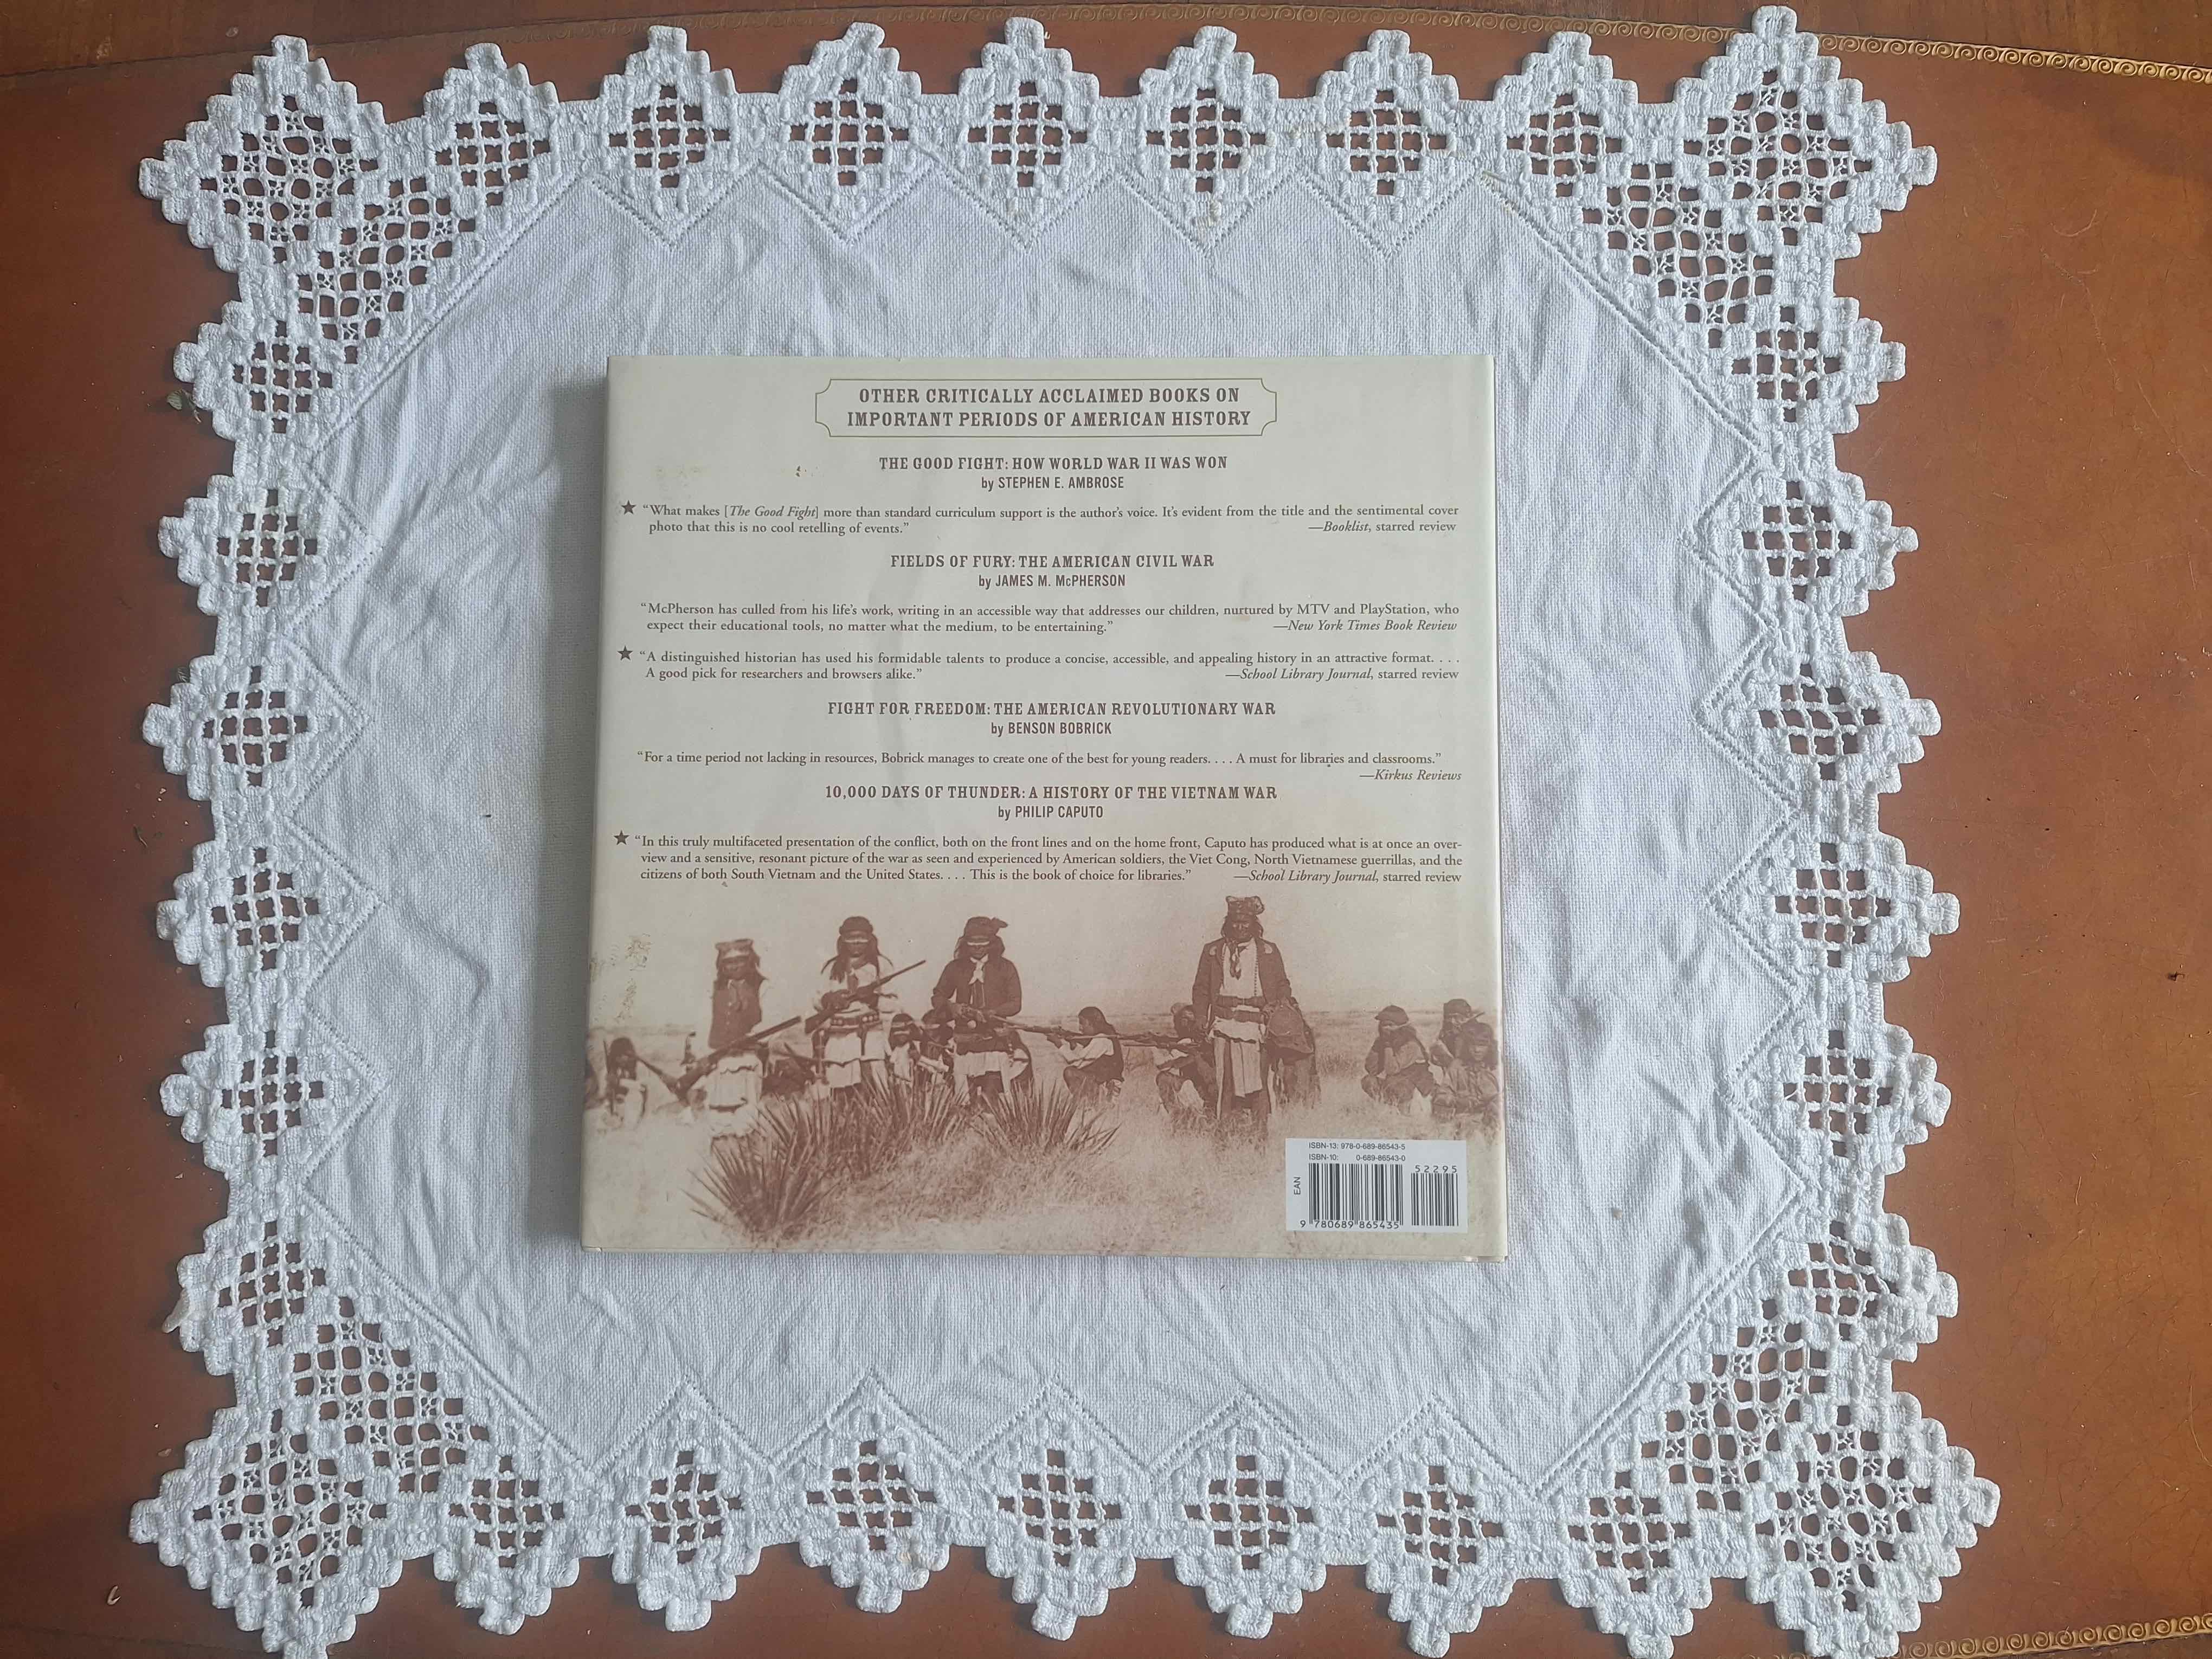 OTHER CRITICALLY ACCLAIMED BOOKS ON
IMPORTANT PERIODS OF AMERICAN HISTORY
THE GOOD FIGHT: HOW WORLD WAR II WAS WON
by STEPHEN E. AMBROSE
★ “What makes [The Good Fight] more than standard curriculum support is the author’s voice. It’s evident from the title and the sentimental cover
photo that this is no cool retelling of events.” —Booklist, starred review
FIELDS OF FURY: THE AMERICAN CIVIL WAR
by JAMES M. McPHERSON
“McPherson has culled from his life’s work, writing in an accessible way that addresses our children, nurtured by MTV and PlayStation, who
expect their educational tools, no matter what the medium, to be entertaining.” —New York Times Book Review
★ “A distinguished historian has used his formidable talents to produce a concise, accessible, and appealing history in an attractive format. . . .
A good pick for researchers and browsers alike.” —School Library Journal, starred review
FIGHT FOR FREEDOM: THE AMERICAN REVOLUTIONARY WAR
by BENSON BOBRICK
“For a time period not lacking in resources, Bobrick manages to create one of the best for young readers. . . . A must for libraries and classrooms.”
—Kirkus Reviews
10,000 DAYS OF THUNDER: A HISTORY OF THE VIETNAM WAR
by PHILIP CAPUTO
★ “In this truly multifaceted presentation of the conflict, both on the front lines and on the home front, Caputo has produced what is at once an over-
view and a sensitive, resonant picture of the war as seen and experienced by American soldiers, the Viet Cong, North Vietnamese guerrillas, and the
citizens of both South Vietnam and the United States. . . . This is the book of choice for libraries.” —School Library Journal, starred review
ISBN-13: 978-0-689-86543-5
ISBN-10: 0-689-86543-0
52295
EAN
9 780689 865435